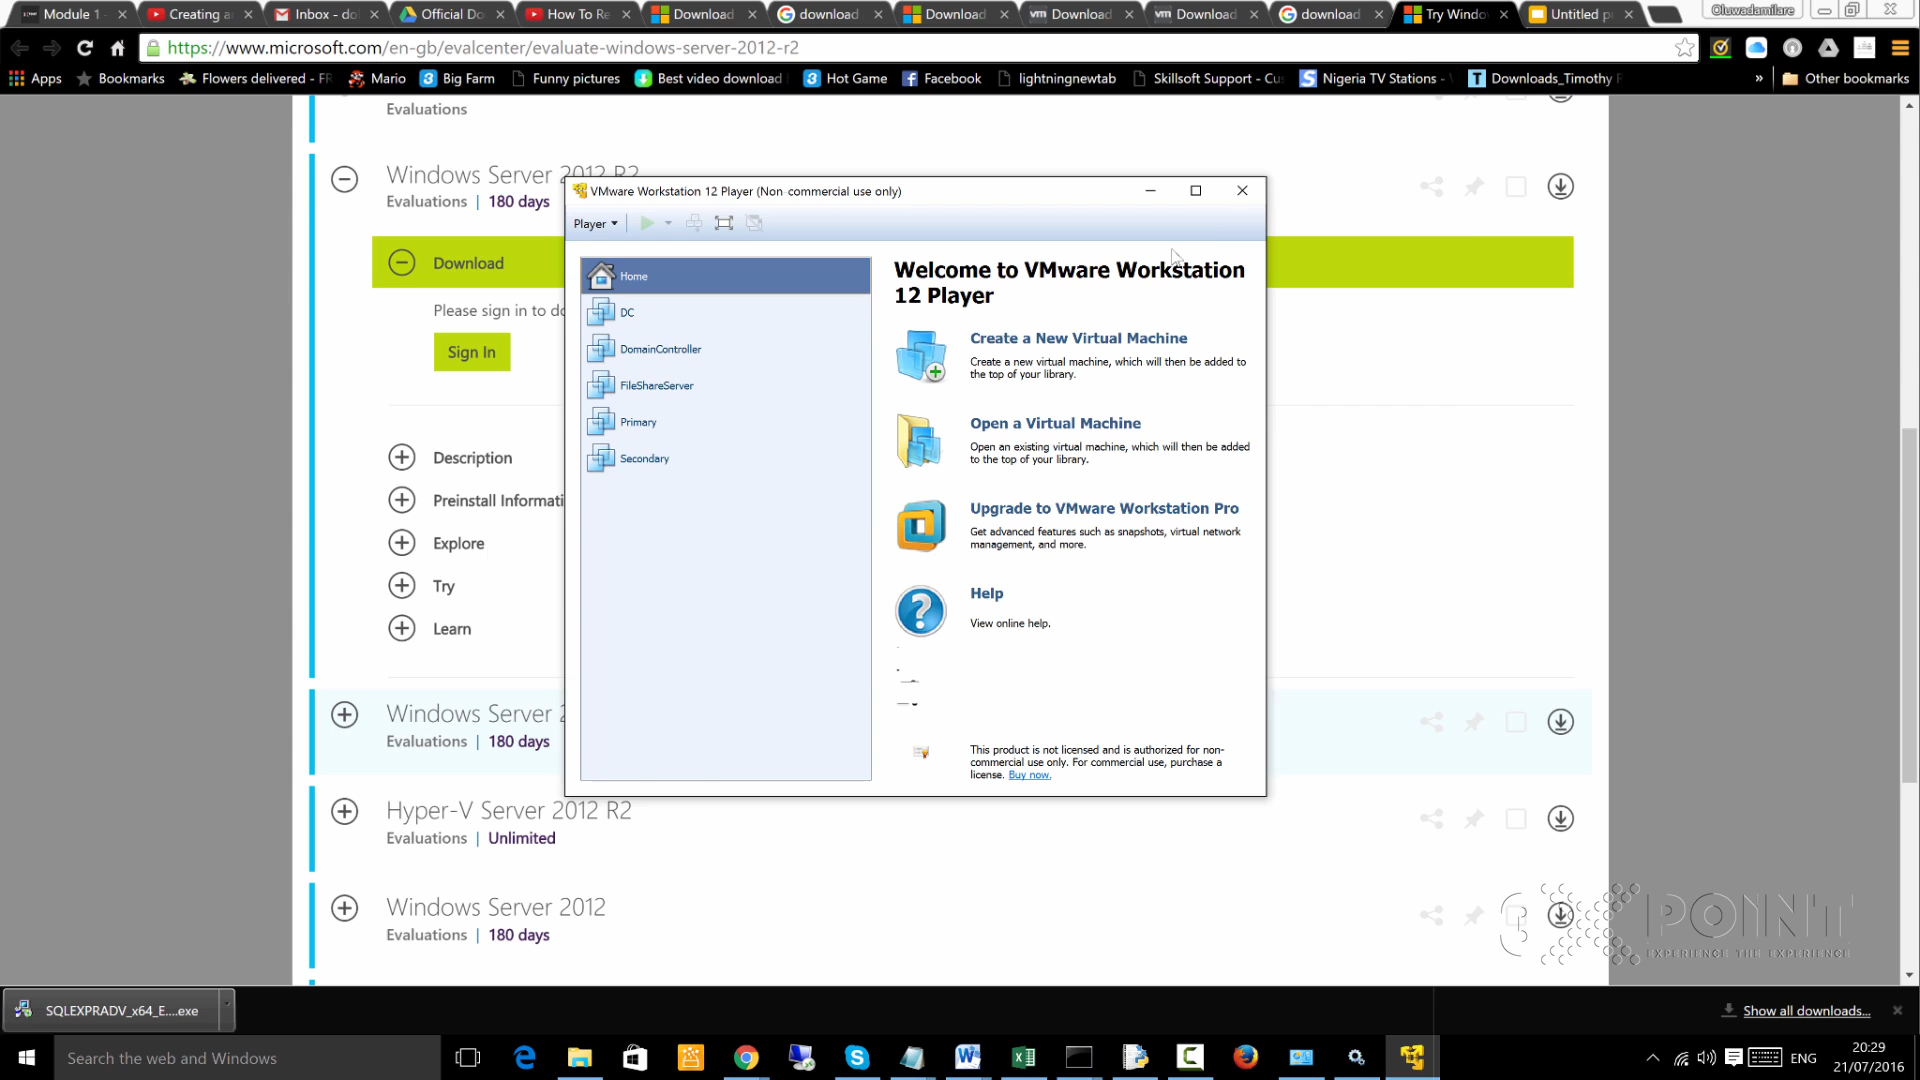 Module 1 -
Creating a
Inbox - do
Official Do
How To Re
Download
download
Download
Download
Download
download
Try Windo
Untitled p
Oluwadamilare
https://www.microsoft.com/en-gb/evalcenter/evaluate-windows-server-2012-r2
Apps
Bookmarks
Flowers delivered - FR
Mario
Big Farm
Funny pictures
Best video download
Hot Game
Facebook
lightningnewtab
Skillsoft Support - Cus
Nigeria TV Stations -
Downloads_Timothy
»
Other bookmarks
Evaluations
Windows Server 2012 R2
Evaluations | 180 days
Download
Please sign in to do
Sign In
Description
Preinstall Informati
Explore
Try
Learn
Windows Server 2
Evaluations | 180 days
Hyper-V Server 2012 R2
Evaluations | Unlimited
Windows Server 2012
Evaluations | 180 days
VMware Workstation 12 Player (Non-commercial use only)
Player
Home
DC
DomainController
FileShareServer
Primary
Secondary
Welcome to VMware Workstation
12 Player
Create a New Virtual Machine
Create a new virtual machine, which will then be added to
the top of your library.
Open a Virtual Machine
Open an existing virtual machine, which will then be added
to the top of your library.
Upgrade to VMware Workstation Pro
Get advanced features such as snapshots, virtual network
management, and more.
Help
View online help.
This product is not licensed and is authorized for non-
commercial use only. For commercial use, purchase a
license. Buy now.
POINT
EXPERIENCE THE EXPERIENCE
SQLEXPRADV_x64_E....exe
Show all downloads...
Search the web and Windows
ENG
20:29
21/07/2016